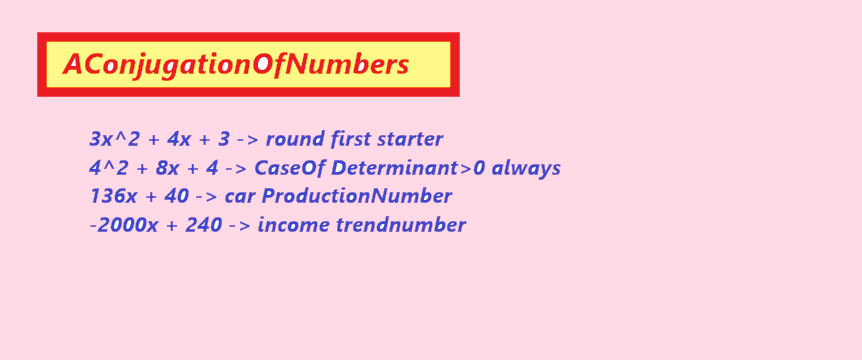 AConjugationOfNumbers
3x^2 + 4x + 3 -> round first starter
4^2 + 8x + 4 -> CaseOf Determinant>0 always
136x + 40 -> car ProductionNumber
-2000x + 240 -> income trendnumber